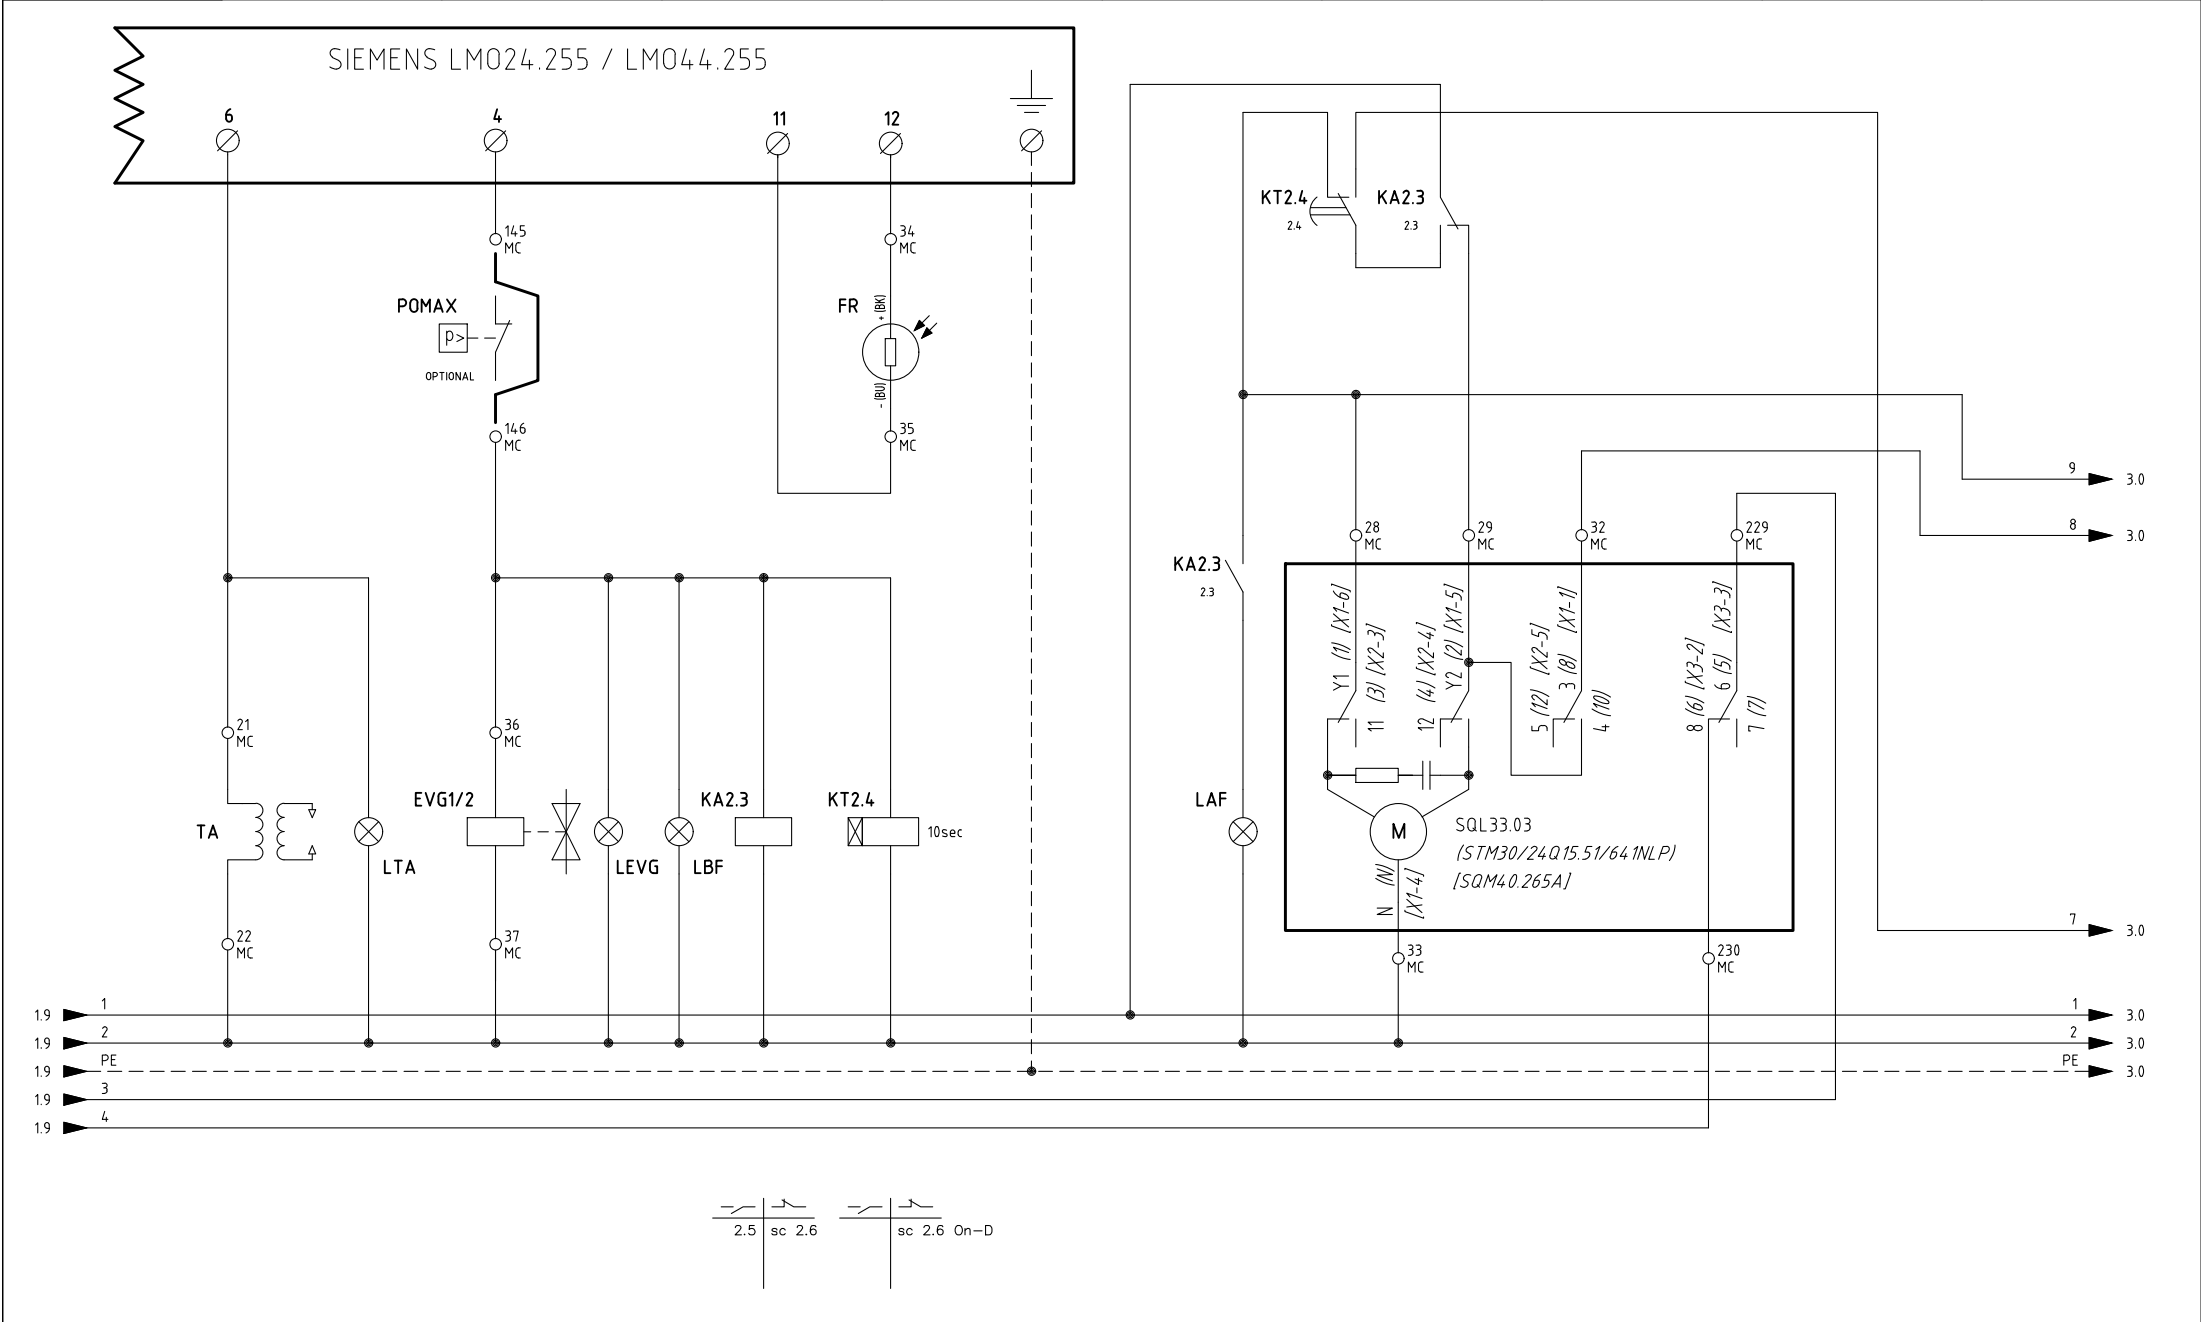 SIEMENS LMO24.255 / LMO44.255
6
4
11
12
145
MC
34
MC
POMAX
p>
OPTIONAL
FR
+ (BK)
- (BU)
146
MC
35
MC
KT2.4
2.4
KA2.3
2.3
9
3.0
8
3.0
28
MC
29
MC
32
MC
229
MC
KA2.3
2.3
Y1 (1) [X1-6]
11 (3) [X2-3]
12 (4) [X2-4]
Y2 (2) [X1-5]
5 (12) [X2-5]
3 (8) [X1-1]
4 (10)
8 (6) [X3-2]
6 (5) [X3-3]
7 (7)
21
MC
36
MC
TA
LTA
EVG1/2
LEVG
LBF
KA2.3
KT2.4
10sec
LAF
M
SQL33.03
(STM30/24Q15.51/641NLP)
[SQM40.265A]
N (N)
[X1-4]
22
MC
37
MC
33
MC
230
MC
7
3.0
1.9
1
1
3.0
1.9
2
2
3.0
1.9
PE
PE
3.0
1.9
3
1.9
4
2.5
sc 2.6
sc 2.6 On-D